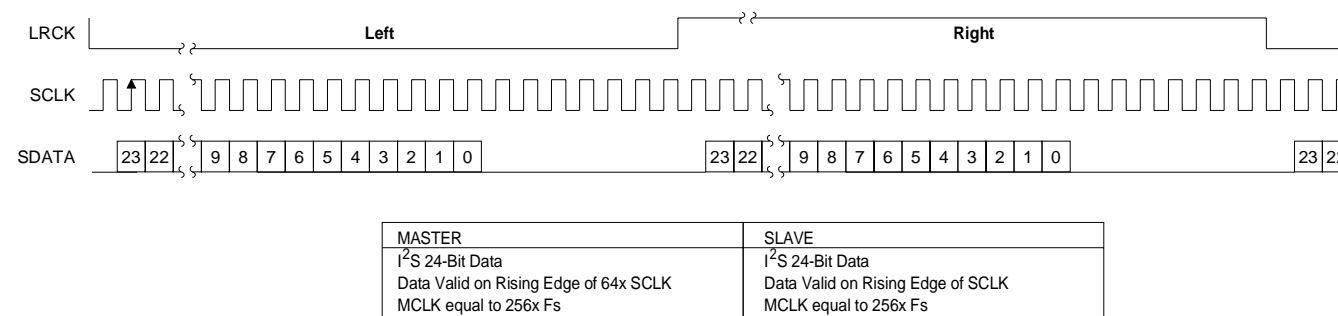 LRCK Left Right
SCLK
SDATA 23 22 9 8 7 6 5 4 3 2 1 0 23 22 9 8 7 6 5 4 3 2 1 0 23 22
MASTER SLAVE
I²S 24-Bit Data I²S 24-Bit Data
Data Valid on Rising Edge of 64x SCLK Data Valid on Rising Edge of SCLK
MCLK equal to 256x Fs MCLK equal to 256x Fs